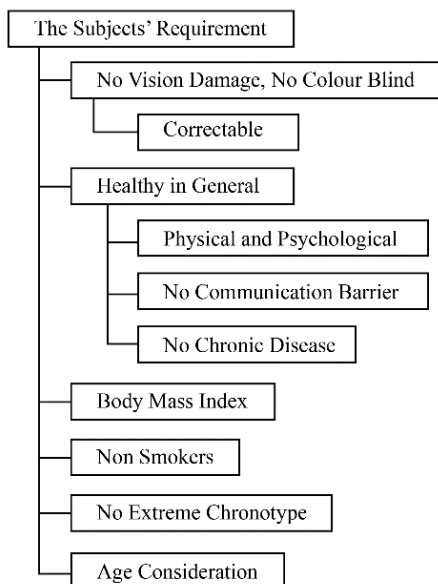 The Subjects' Requirement
No Vision Damage, No Colour Blind
Correctable
Healthy in General
Physical and Psychological
No Communication Barrier
No Chronic Disease
Body Mass Index
Non Smokers
No Extreme Chronotype
Age Consideration